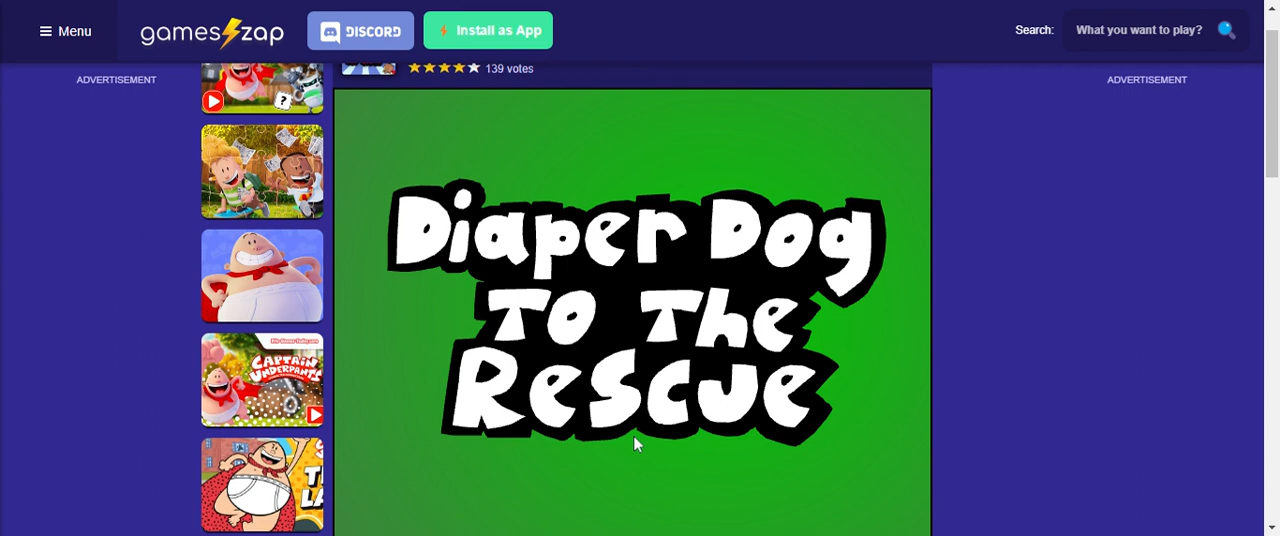 Menu
games zap
DISCORD
Install as App
Search:
What you want to play?
ADVERTISEMENT
139 votes
ADVERTISEMENT
?
Diaper Dog
To The
Rescue
CAPTAIN
UNDERPANTS